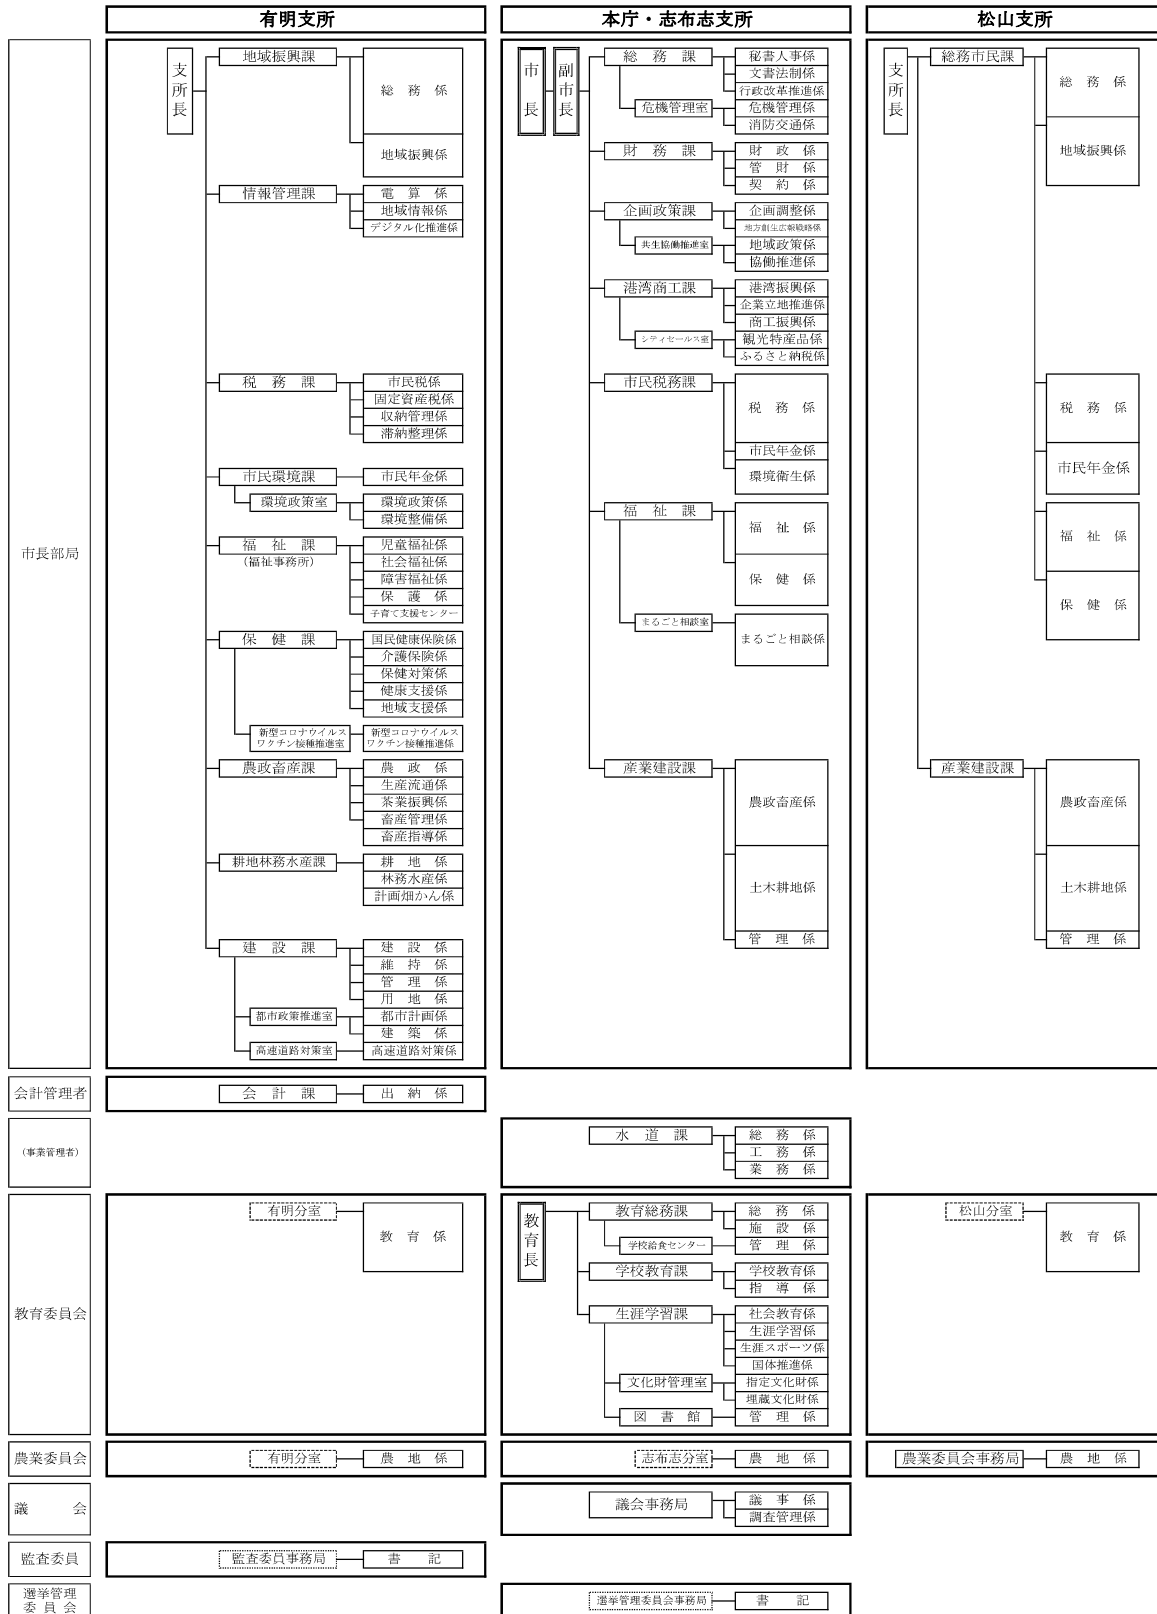 有明支所
本庁・志布志支所
松山支所
市長部局
支所長
地域振興課
総務係
地域振興係
情報管理課
電算係
地域情報係
デジタル化推進係
税務課
市民税係
固定資産税係
収納管理係
滞納整理係
市民環境課
市民年金係
環境政策室
環境政策係
環境整備係
福祉課
(福祉事務所)
児童福祉係
社会福祉係
障害福祉係
保護係
子育て支援センター
保健課
国民健康保険係
介護保険係
保健対策係
健康支援係
地域支援係
新型コロナウイルス
ワクチン接種推進室
新型コロナウイルス
ワクチン接種推進係
農政畜産課
農政係
生産流通係
茶業振興係
畜産管理係
畜産指導係
耕地林務水産課
耕地係
林務水産係
計画畑かん係
建設課
建設係
維持係
管理係
用地係
都市政策推進室
都市計画係
建築係
高速道路対策室
高速道路対策係
市長
副市長
総務課
秘書人事係
文書法制係
行政改革推進係
危機管理室
危機管理係
消防交通係
財務課
財政係
管財係
契約係
企画政策課
企画調整係
地方創生広報戦略係
共生協働推進室
地域政策係
協働推進係
港湾商工課
港湾振興係
企業立地推進係
商工振興係
シティセールス室
観光特産品係
ふるさと納税係
市民税務課
税務係
市民年金係
環境衛生係
福祉課
福祉係
保健係
まるごと相談室
まるごと相談係
産業建設課
農政畜産係
土木耕地係
管理係
支所長
総務市民課
総務係
地域振興係
税務係
市民年金係
福祉係
保健係
産業建設課
農政畜産係
土木耕地係
管理係
会計管理者
会計課
出納係
(事業管理者)
水道課
総務係
工務係
業務係
教育委員会
有明分室
教育係
教育長
教育総務課
総務係
施設係
学校給食センター
管理係
学校教育課
学校教育係
指導係
生涯学習課
社会教育係
生涯学習係
生涯スポーツ係
国体推進係
文化財管理室
指定文化財係
埋蔵文化財係
図書館
管理係
松山分室
教育係
農業委員会
有明分室
農地係
志布志分室
農地係
農業委員会事務局
農地係
議会
議会事務局
議事係
調査管理係
監査委員
監査委員事務局
書記
選挙管理
委員会
選挙管理委員会事務局
書記